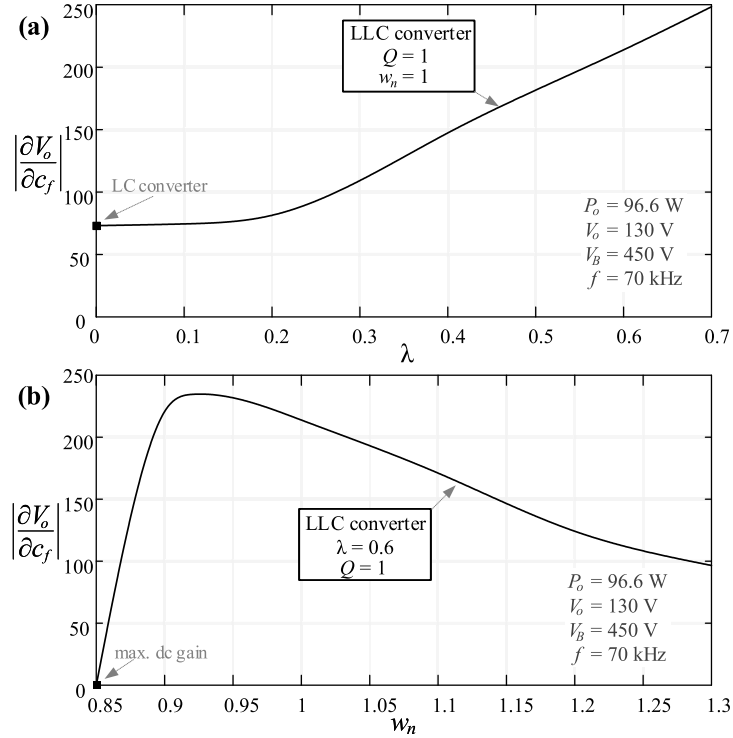 (a)
250
200
150
100
50
0
|∂Vo/∂cf|
LLC converter
Q = 1
wn = 1
LC converter
Po = 96.6 W
Vo = 130 V
VB = 450 V
f = 70 kHz
0 0.1 0.2 0.3 0.4 0.5 0.6 0.7
λ
(b)
250
200
150
100
50
0
|∂Vo/∂cf|
LLC converter
λ = 0.6
Q = 1
max. dc gain
Po = 96.6 W
Vo = 130 V
VB = 450 V
f = 70 kHz
0.85 0.9 0.95 1 1.05 1.1 1.15 1.2 1.25 1.3
wn